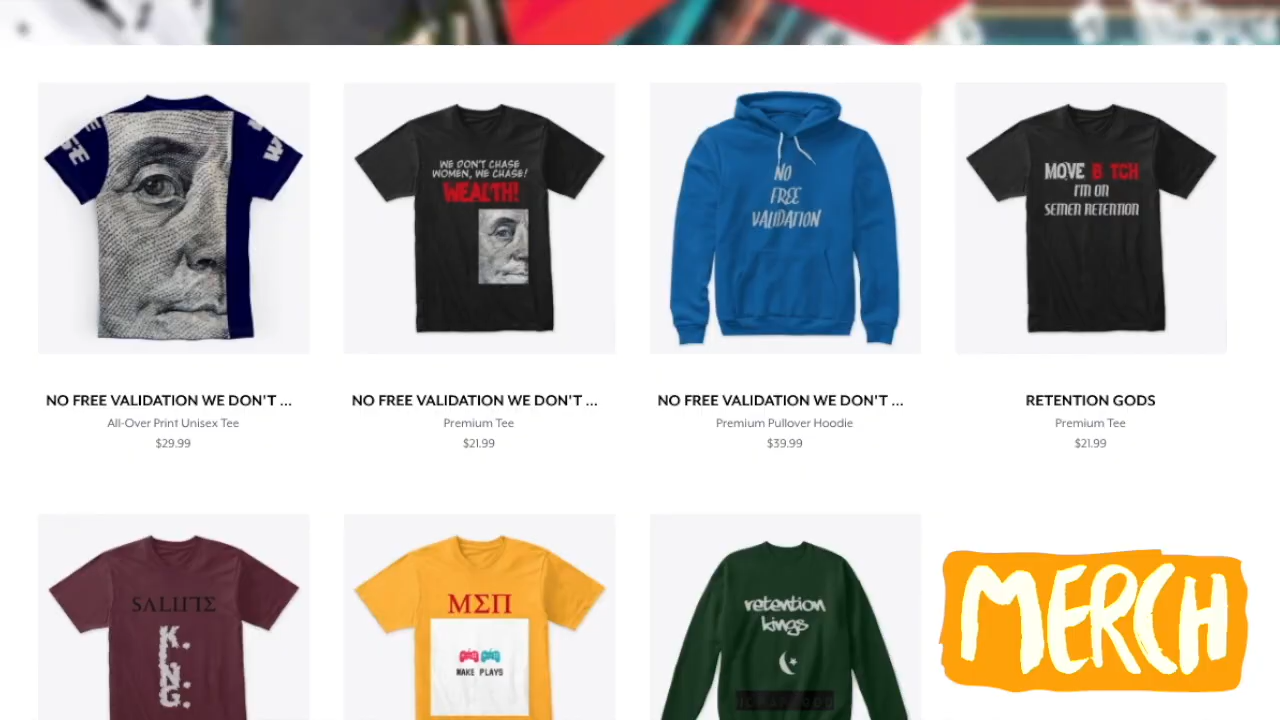 WE DON'T CHASE
WOMEN, WE CHASE!
WEALTH!
NO
FREE
VALIDATION
MOVE B TCH
I'M ON
SEMEN RETENTION
NO FREE VALIDATION WE DON'T ...
All-Over Print Unisex Tee
$29.99
NO FREE VALIDATION WE DON'T ...
Premium Tee
$21.99
NO FREE VALIDATION WE DON'T ...
Premium Pullover Hoodie
$39.99
RETENTION GODS
Premium Tee
$21.99
SALUTE
K.
I.
N.
G.
ΜΣΠ
MAKE PLAYS
retention
kings
MERCH